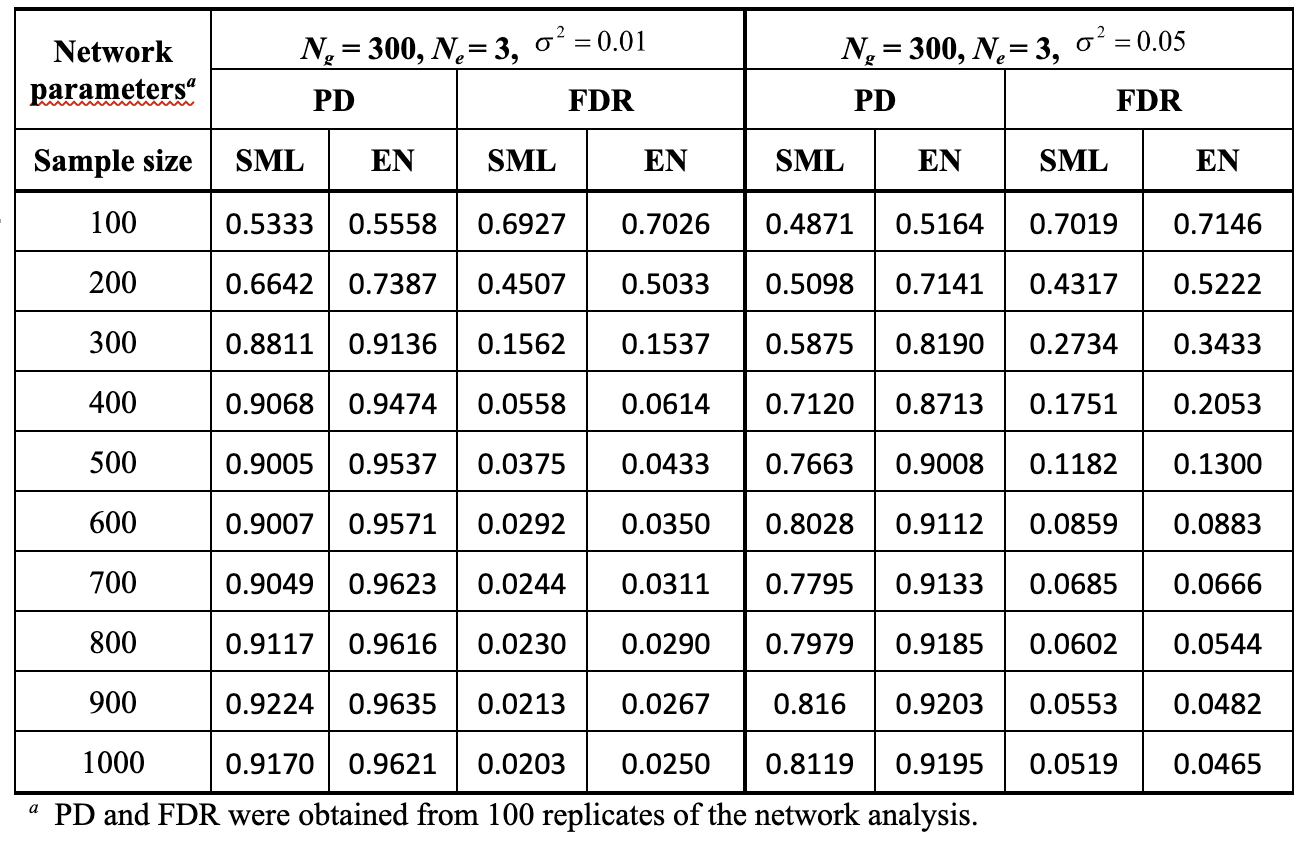 Network parametersᵃ | N_g = 300, N_e = 3, σ² = 0.01 | N_g = 300, N_e = 3, σ² = 0.05
PD | FDR | PD | FDR
Sample size | SML | EN | SML | EN | SML | EN | SML | EN
100 | 0.5333 | 0.5558 | 0.6927 | 0.7026 | 0.4871 | 0.5164 | 0.7019 | 0.7146
200 | 0.6642 | 0.7387 | 0.4507 | 0.5033 | 0.5098 | 0.7141 | 0.4317 | 0.5222
300 | 0.8811 | 0.9136 | 0.1562 | 0.1537 | 0.5875 | 0.8190 | 0.2734 | 0.3433
400 | 0.9068 | 0.9474 | 0.0558 | 0.0614 | 0.7120 | 0.8713 | 0.1751 | 0.2053
500 | 0.9005 | 0.9537 | 0.0375 | 0.0433 | 0.7663 | 0.9008 | 0.1182 | 0.1300
600 | 0.9007 | 0.9571 | 0.0292 | 0.0350 | 0.8028 | 0.9112 | 0.0859 | 0.0883
700 | 0.9049 | 0.9623 | 0.0244 | 0.0311 | 0.7795 | 0.9133 | 0.0685 | 0.0666
800 | 0.9117 | 0.9616 | 0.0230 | 0.0290 | 0.7979 | 0.9185 | 0.0602 | 0.0544
900 | 0.9224 | 0.9635 | 0.0213 | 0.0267 | 0.816 | 0.9203 | 0.0553 | 0.0482
1000 | 0.9170 | 0.9621 | 0.0203 | 0.0250 | 0.8119 | 0.9195 | 0.0519 | 0.0465
ᵃ PD and FDR were obtained from 100 replicates of the network analysis.